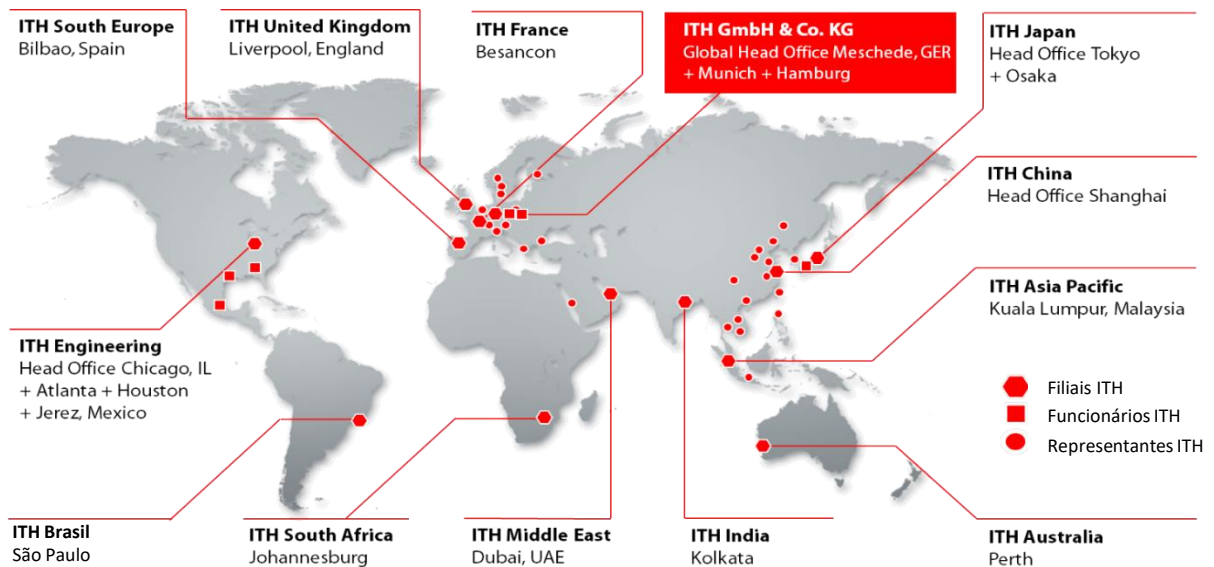 ITH South Europe
Bilbao, Spain
ITH United Kingdom
Liverpool, England
ITH France
Besancon
ITH GmbH & Co. KG
Global Head Office Meschede, GER
+ Munich + Hamburg
ITH Japan
Head Office Tokyo
+ Osaka
ITH China
Head Office Shanghai
ITH Asia Pacific
Kuala Lumpur, Malaysia
ITH Engineering
Head Office Chicago, IL
+ Atlanta + Houston
+ Jerez, Mexico
Filiais ITH
Funcionários ITH
Representantes ITH
ITH Brasil
São Paulo
ITH South Africa
Johannesburg
ITH Middle East
Dubai, UAE
ITH India
Kolkata
ITH Australia
Perth